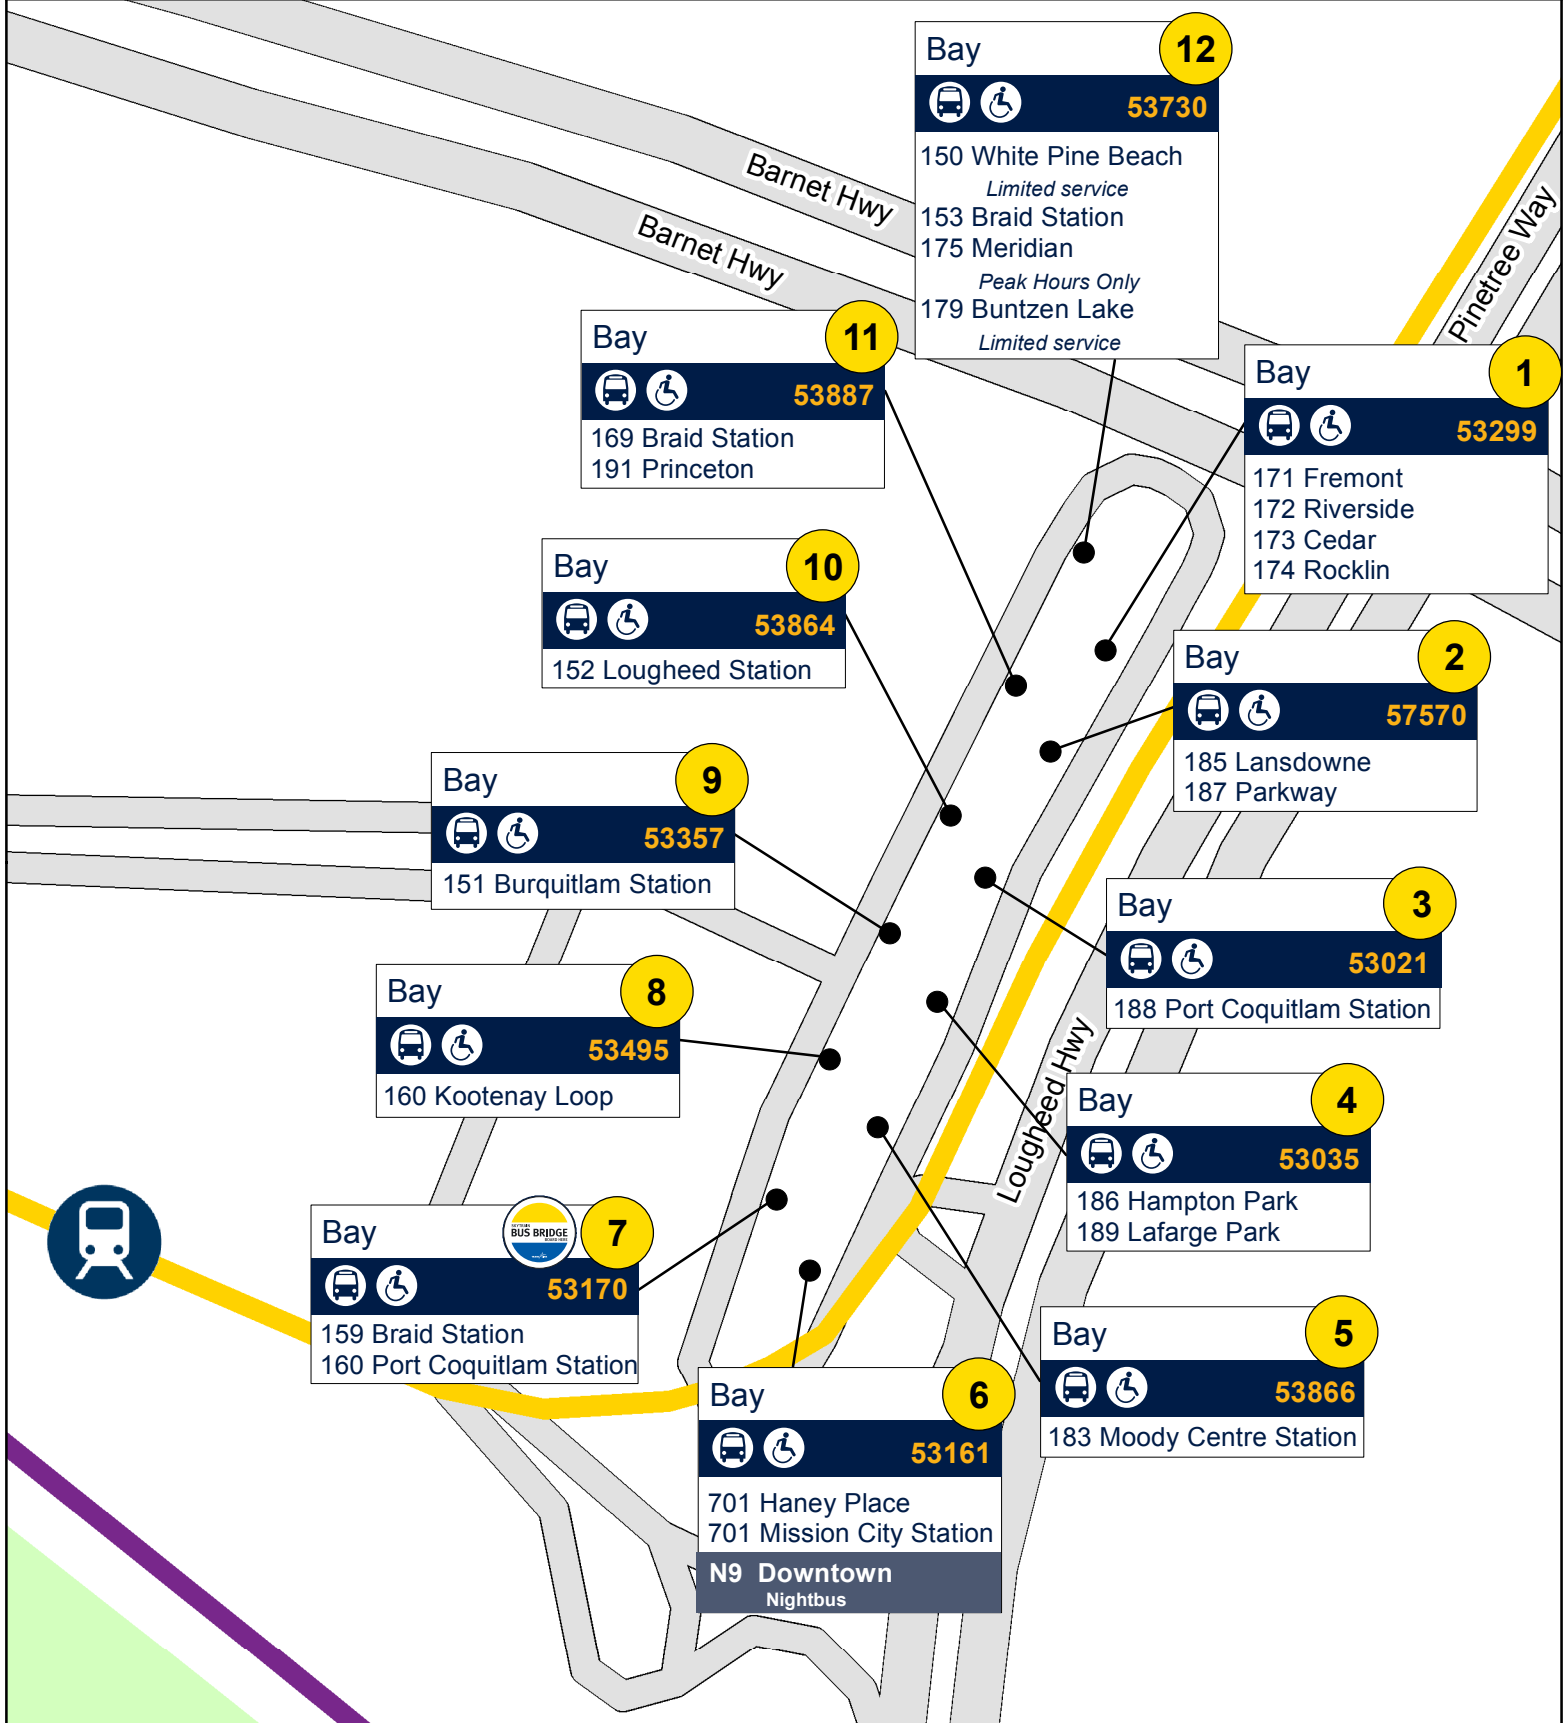 Bay 12
53730
150 White Pine Beach
Limited service
153 Braid Station
175 Meridian
Peak Hours Only
179 Buntzen Lake
Limited service
Barnet Hwy
Barnet Hwy
Pinetree Way
Bay 11
53887
169 Braid Station
191 Princeton
Bay 1
53299
171 Fremont
172 Riverside
173 Cedar
174 Rocklin
Bay 10
53864
152 Lougheed Station
Bay 2
57570
185 Lansdowne
187 Parkway
Bay 9
53357
151 Burquitlam Station
Bay 3
53021
188 Port Coquitlam Station
Bay 8
53495
160 Kootenay Loop
Lougheed Hwy
Bay 4
53035
186 Hampton Park
189 Lafarge Park
Bay 7
BUS BRIDGE
53170
159 Braid Station
160 Port Coquitlam Station
Bay 5
53866
183 Moody Centre Station
Bay 6
53161
701 Haney Place
701 Mission City Station
N9 Downtown
Nightbus